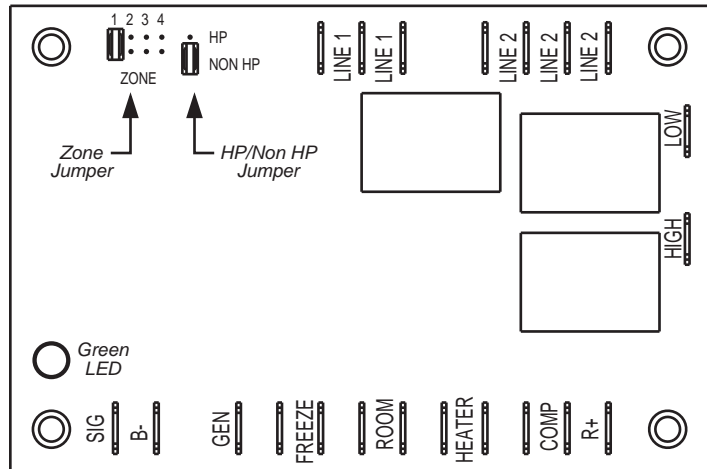 1 2 3 4
HP
NON HP
ZONE
Zone
Jumper
HP/Non HP
Jumper
LINE 1
LINE 1
LINE 2
LINE 2
LINE 2
LOW
HIGH
Green
LED
SIG
B-
GEN
FREEZE
ROOM
HEATER
COMP
R+